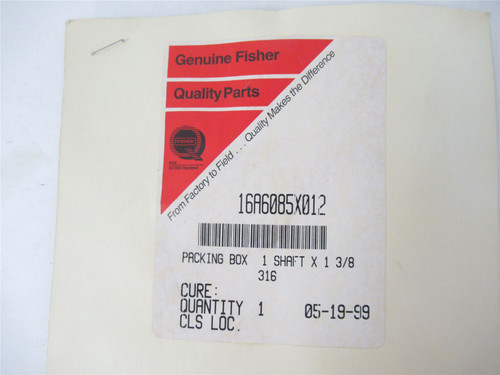 Genuine Fisher
Quality Parts
FISHER
From Factory to Field . . . Quality Makes the Difference
16A6085X012
PACKING BOX 1 SHAFT X 1 3/8
316
CURE:
QUANTITY 1 05-19-99
CLS LOC.